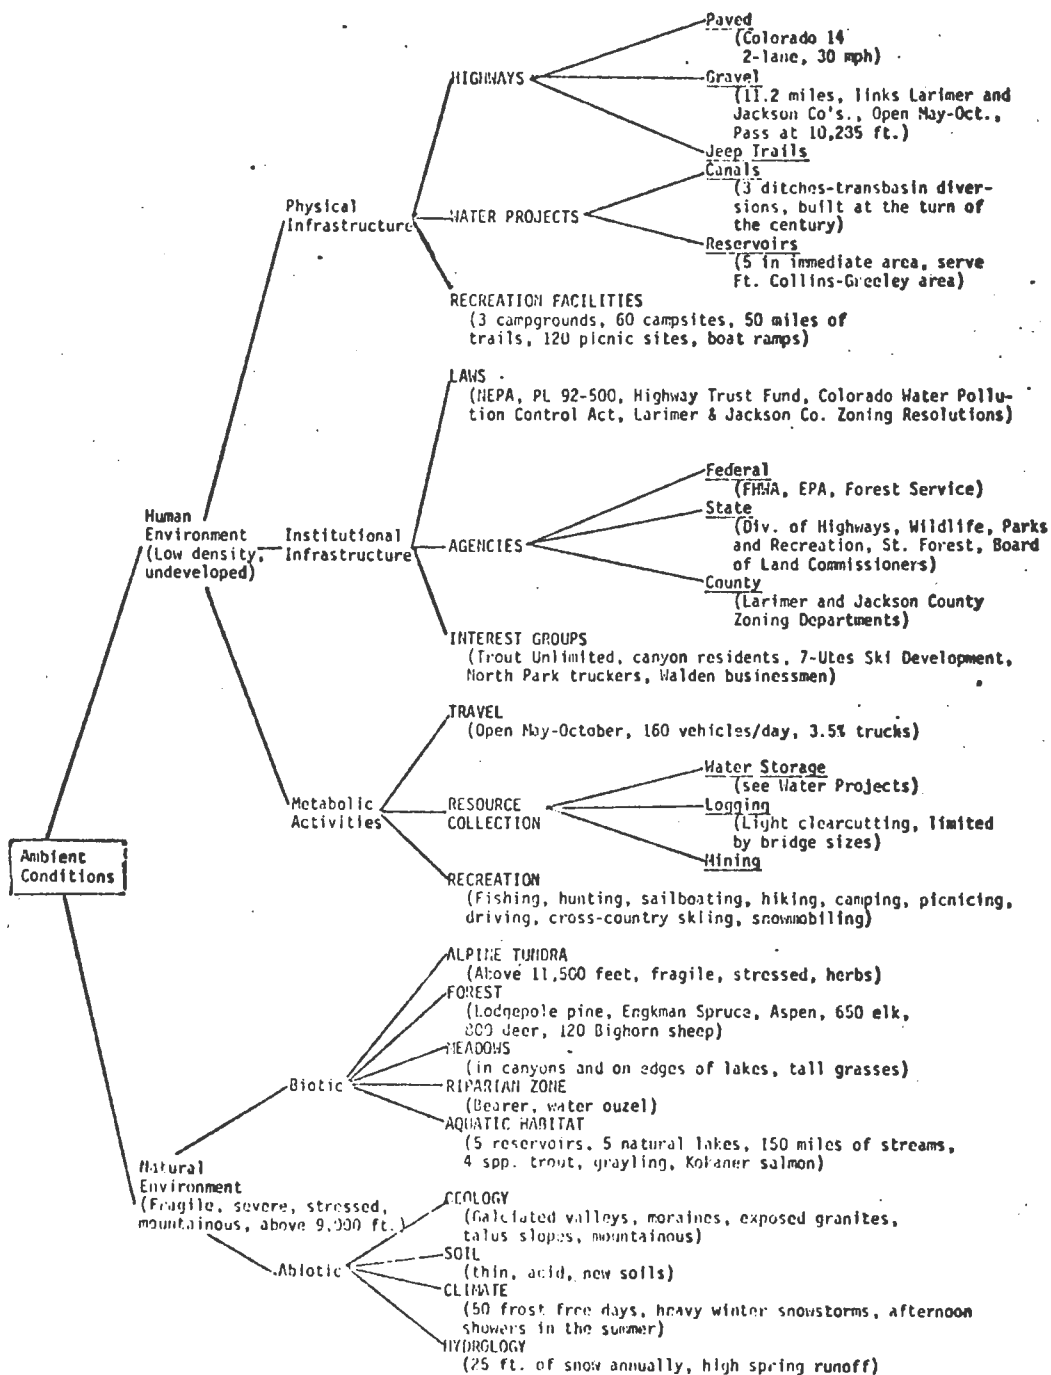 Paved
(Colorado 14
2-lane, 30 mph)
HIGHWAYS
Gravel
(11.2 miles, links Larimer and
Jackson Co's., Open May-Oct.,
Pass at 10,235 ft.)
Jeep Trails
Canals
(3 ditches-transbasin diver-
sions, built at the turn of
the century)
Physical
Infrastructure
WATER PROJECTS
Reservoirs
(5 in immediate area, serve
Ft. Collins-Greeley area)
RECREATION FACILITIES
(3 campgrounds, 60 campsites, 50 miles of
trails, 120 picnic sites, boat ramps)
LAWS
(NEPA, PL 92-500, Highway Trust Fund, Colorado Water Pollu-
tion Control Act, Larimer & Jackson Co. Zoning Resolutions)
Federal
(FHWA, EPA, Forest Service)
Human
Environment
(Low density,
undeveloped)
Institutional
Infrastructure
AGENCIES
State
(Div. of Highways, Wildlife, Parks
and Recreation, St. Forest, Board
of Land Commissioners)
County
(Larimer and Jackson County
Zoning Departments)
INTEREST GROUPS
(Trout Unlimited, canyon residents, 7-Utes Ski Development,
North Park truckers, Walden businessmen)
TRAVEL
(Open May-October, 160 vehicles/day, 3.5% trucks)
Metabolic
Activities
RESOURCE
COLLECTION
Water Storage
(see Water Projects)
Logging
(Light clearcutting, limited
by bridge sizes)
Mining
Ambient
Conditions
RECREATION
(Fishing, hunting, sailboating, hiking, camping, picnicing,
driving, cross-country skiing, snowmobiling)
ALPINE TUNDRA
(Above 11,500 feet, fragile, stressed, herbs)
FOREST
(Lodgepole pine, Engkman Spruce, Aspen, 650 elk,
800 deer, 120 Bighorn sheep)
MEADOWS
(in canyons and on edges of lakes, tall grasses)
Biotic
RIPARIAN ZONE
(Bearer, water ouzel)
AQUATIC HABITAT
(5 reservoirs, 5 natural lakes, 150 miles of streams,
4 spp. trout, grayling, Kokaner salmon)
Natural
Environment
(Fragile, severe, stressed,
mountainous, above 9,000 ft.)
GEOLOGY
(Galciated valleys, moraines, exposed granites,
talus slopes, mountainous)
Abiotic
SOIL
(thin, acid, new soils)
CLIMATE
(50 frost free days, heavy winter snowstorms, afternoon
showers in the summer)
HYDROLOGY
(25 ft. of snow annually, high spring runoff)